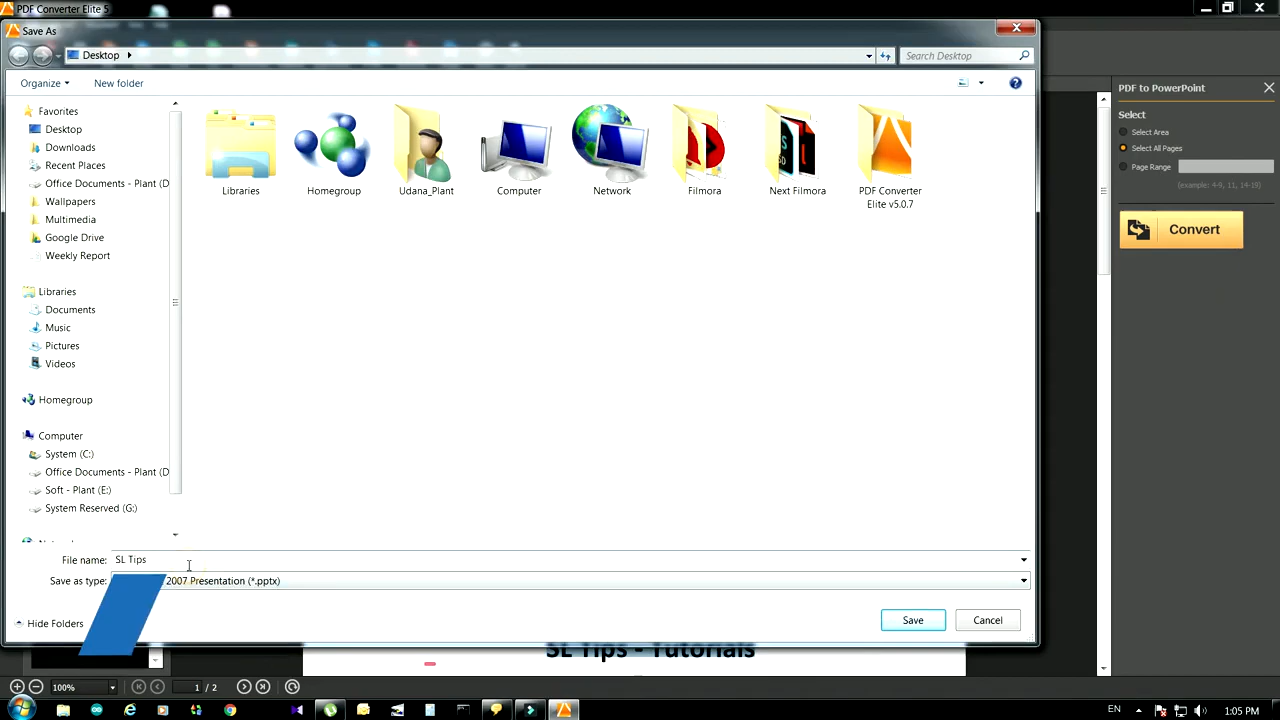 PDF Converter Elite 5
Save As
Desktop
Search Desktop
Organize
New folder
PDF to PowerPoint
Select
Select Area
Select All Pages
Page Range
(example: 4-9, 11, 14-19)
Convert
Favorites
Desktop
Downloads
Recent Places
Office Documents - Plant (D
Wallpapers
Multimedia
Google Drive
Weekly Report
Libraries
Documents
Music
Pictures
Videos
Homegroup
Computer
System (C:)
Office Documents - Plant (D
Soft - Plant (E:)
System Reserved (G:)
Libraries
Homegroup
Udana_Plant
Computer
Network
Filmora
Next Filmora
PDF Converter
Elite v5.0.7
File name:
SL Tips
Save as type:
2007 Presentation (*.pptx)
Hide Folders
Save
Cancel
SL Tips - Tutorials
100%
1 / 2
EN
1:05 PM